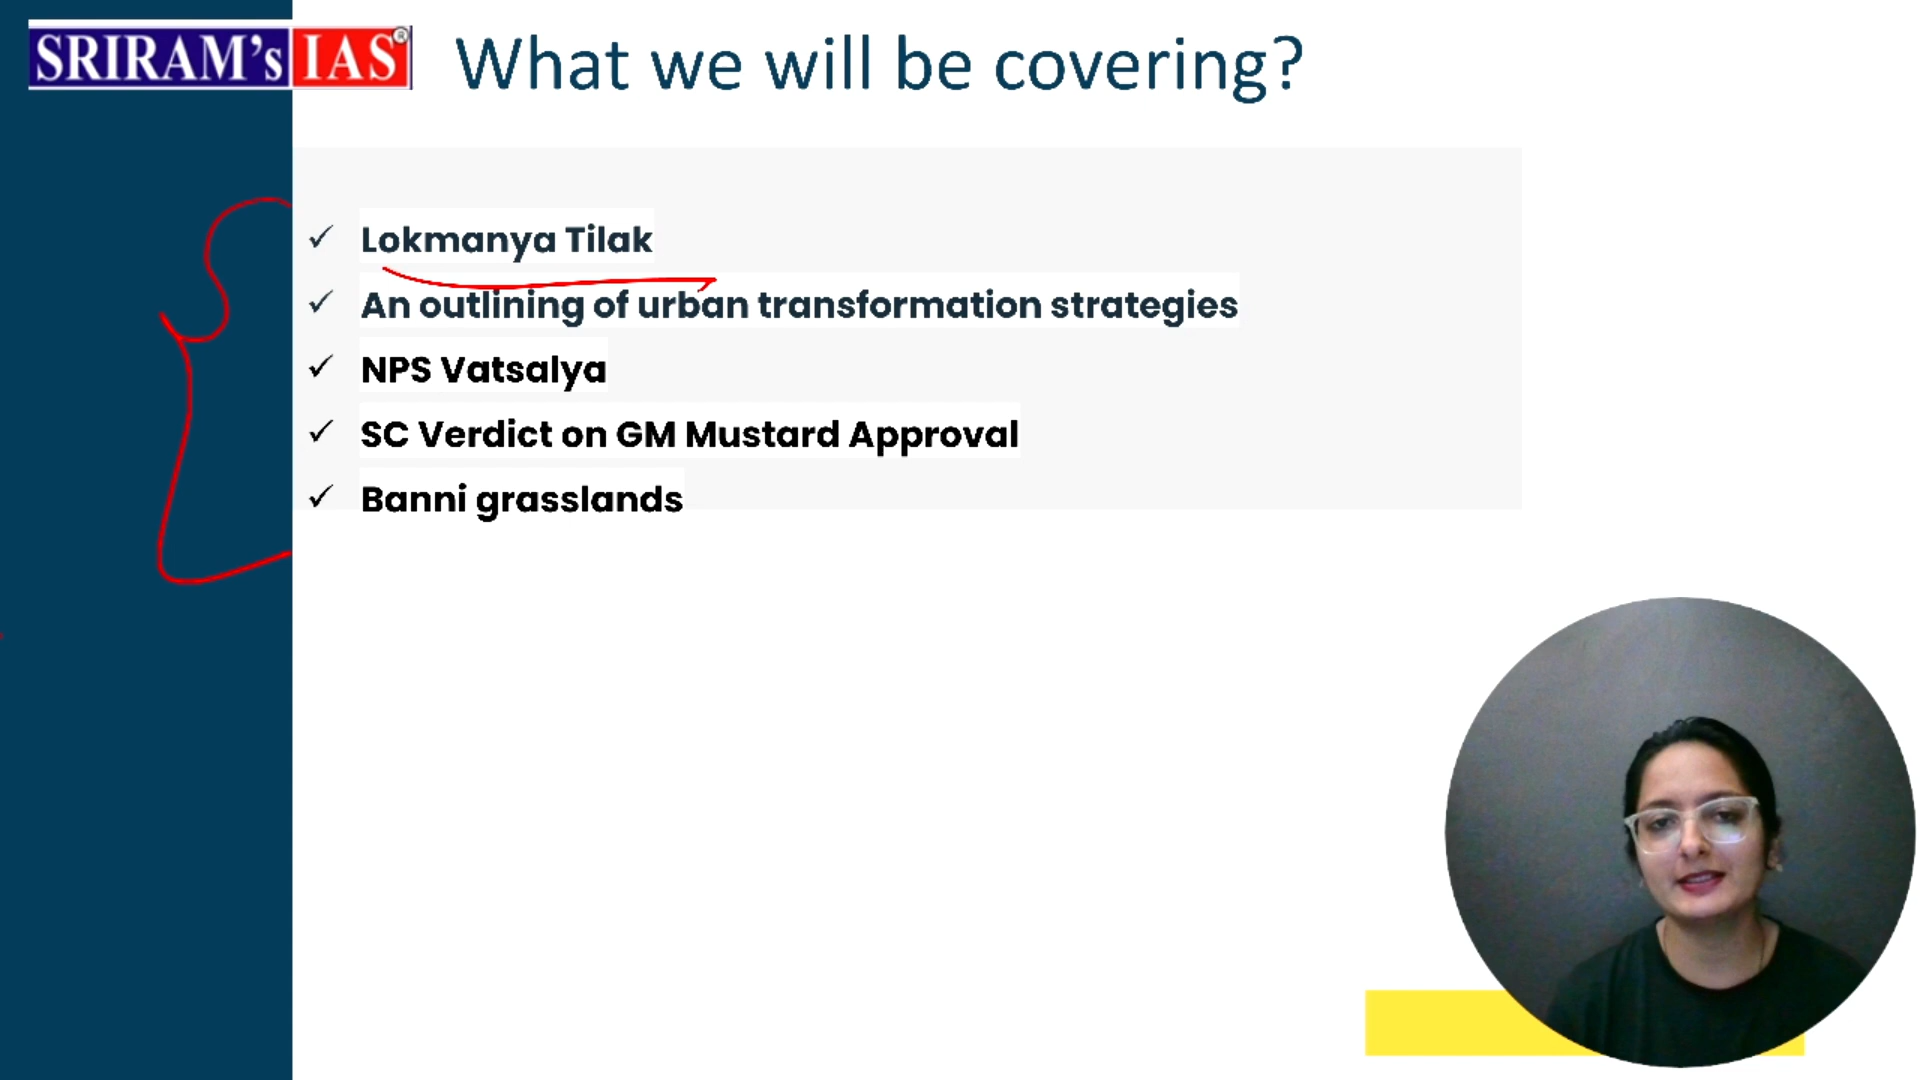 SRIRAM's IAS®
What we will be covering?
✓ Lokmanya Tilak
✓ An outlining of urban transformation strategies
✓ NPS Vatsalya
✓ SC Verdict on GM Mustard Approval
✓ Banni grasslands